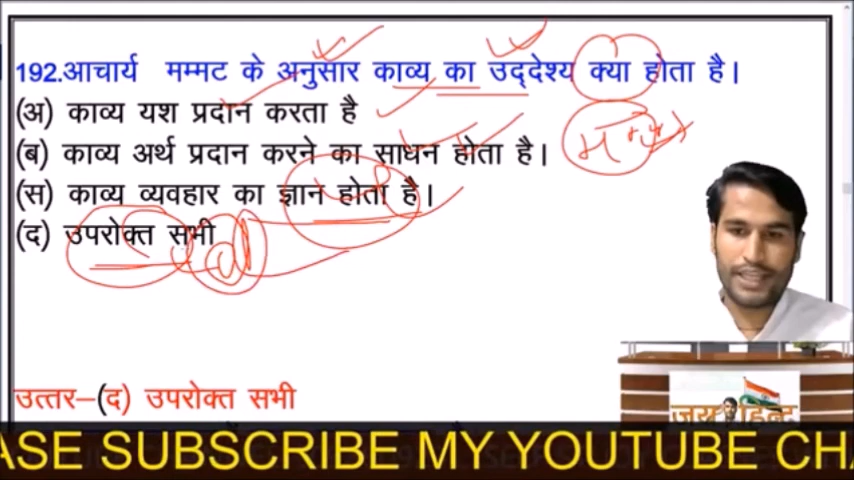 192.आचार्य मम्मट के अनुसार काव्य का उद्देश्य क्या होता है।
(अ) काव्य यश प्रदान करता है
(ब) काव्य अर्थ प्रदान करने का साधन होता है।
(स) काव्य व्यवहार का ज्ञान होता है।
(द) उपरोक्त सभी
उत्तर–(द) उपरोक्त सभी
जय हिन्द
ASE SUBSCRIBE MY YOUTUBE CHA